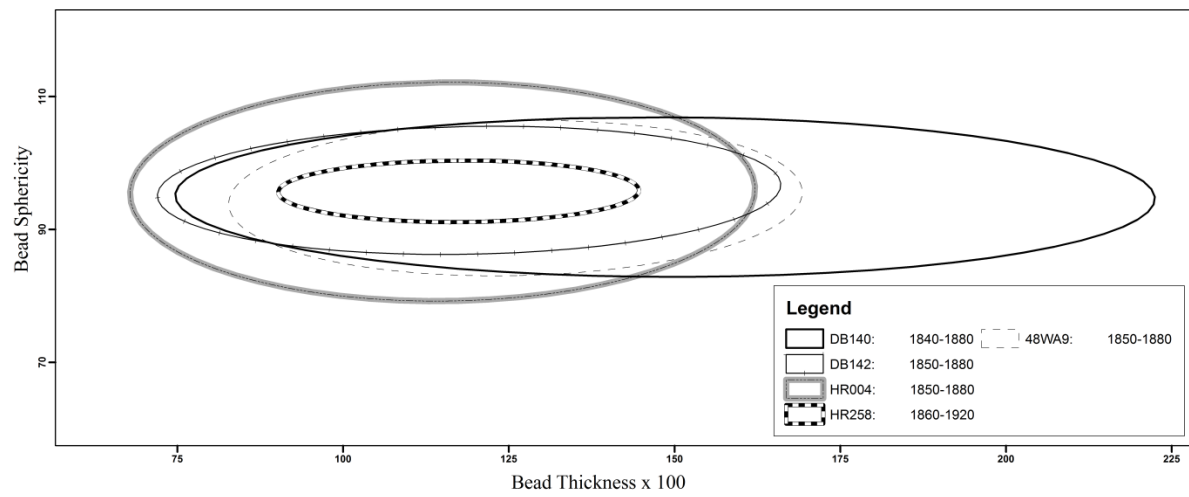 110
90
70
Bead Sphericity
75 100 125 150 175 200 225
Bead Thickness x 100
Legend
DB140: 1840-1880 48WA9: 1850-1880
DB142: 1850-1880
HR004: 1850-1880
HR258: 1860-1920